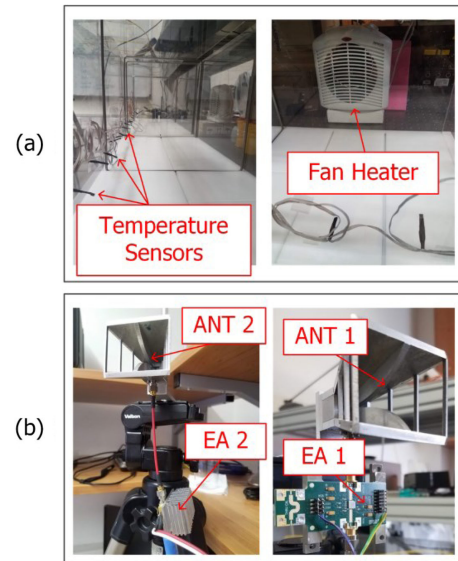 (a)
Temperature
Sensors
Fan Heater
(b)
ANT 2
EA 2
ANT 1
EA 1